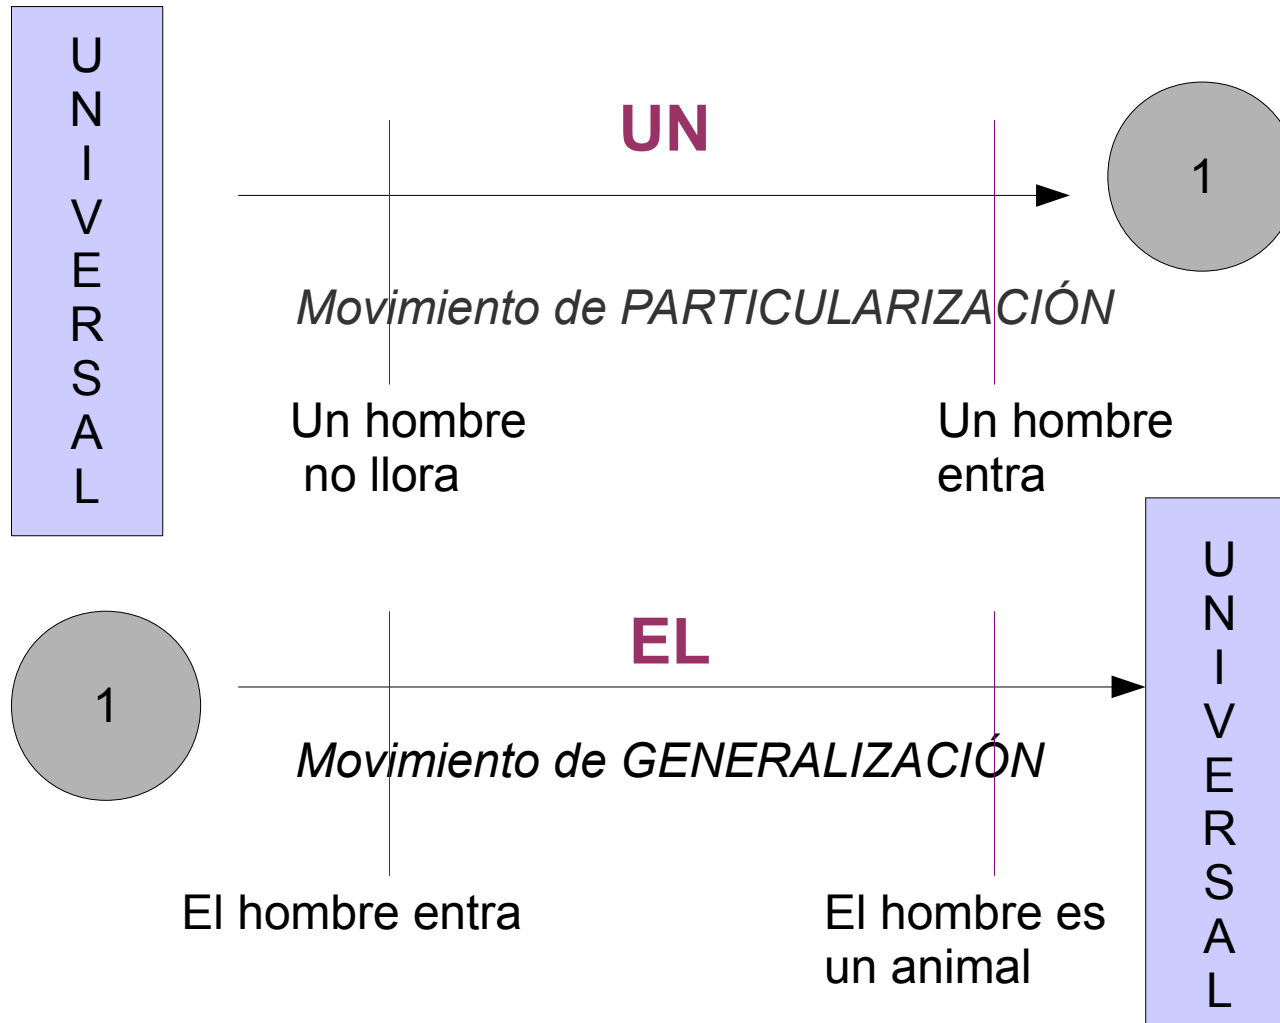 UNIVERSAL
UN
1
Movimiento de PARTICULARIZACIÓN
Un hombre
no llora
Un hombre
entra
1
EL
UNIVERSAL
Movimiento de GENERALIZACIÓN
El hombre entra
El hombre es
un animal